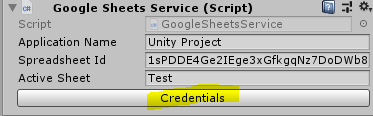 Google Sheets Service (Script)
Script GoogleSheetsService
Application Name Unity Project
Spreadsheet Id 1sPDDE4Ge2IEge3xGfkgqNz7DoDWb8
Active Sheet Test
Credentials